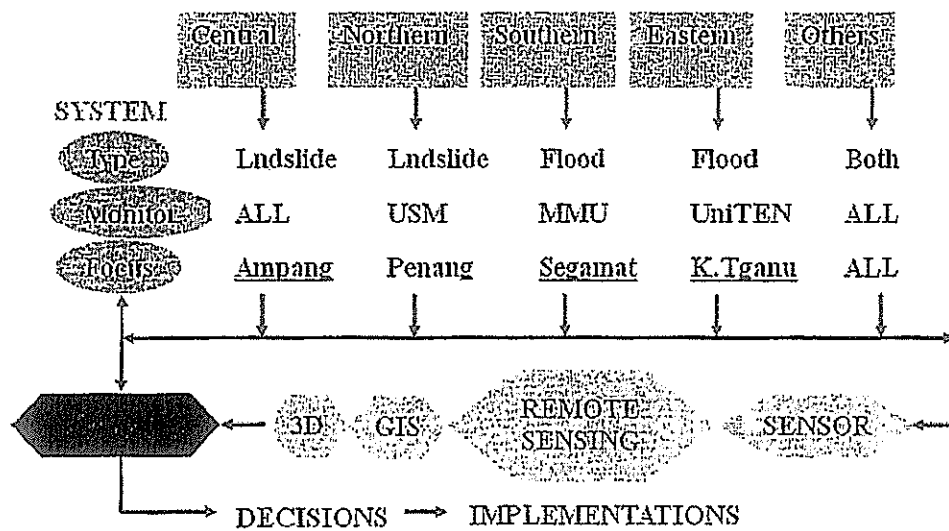 Central Northern Southern Eastern Others
SYSTEM
Type Lndslide Lndslide Flood Flood Both
Monitor ALL USM MMU UniTEN ALL
Focus Ampang Penang Segamat K.Tganu ALL
3D GIS REMOTE SENSING SENSOR
DECISIONS IMPLEMENTATIONS